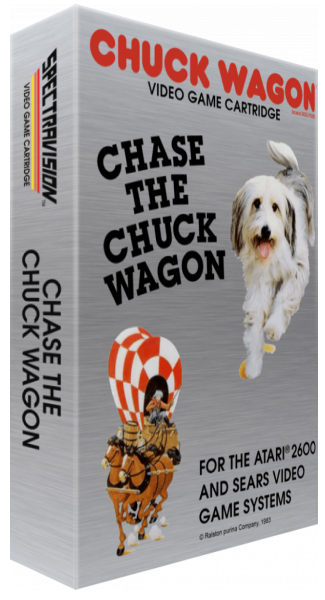 CHUCK WAGON
VIDEO GAME CARTRIDGE
CHASE
THE
CHUCK
WAGON
FOR THE ATARI® 2600
AND SEARS VIDEO
GAME SYSTEMS
© Ralston purina Company, 1983
SPECTRAVISION™
VIDEO GAME CARTRIDGE
CHASE THE
CHUCK WAGON